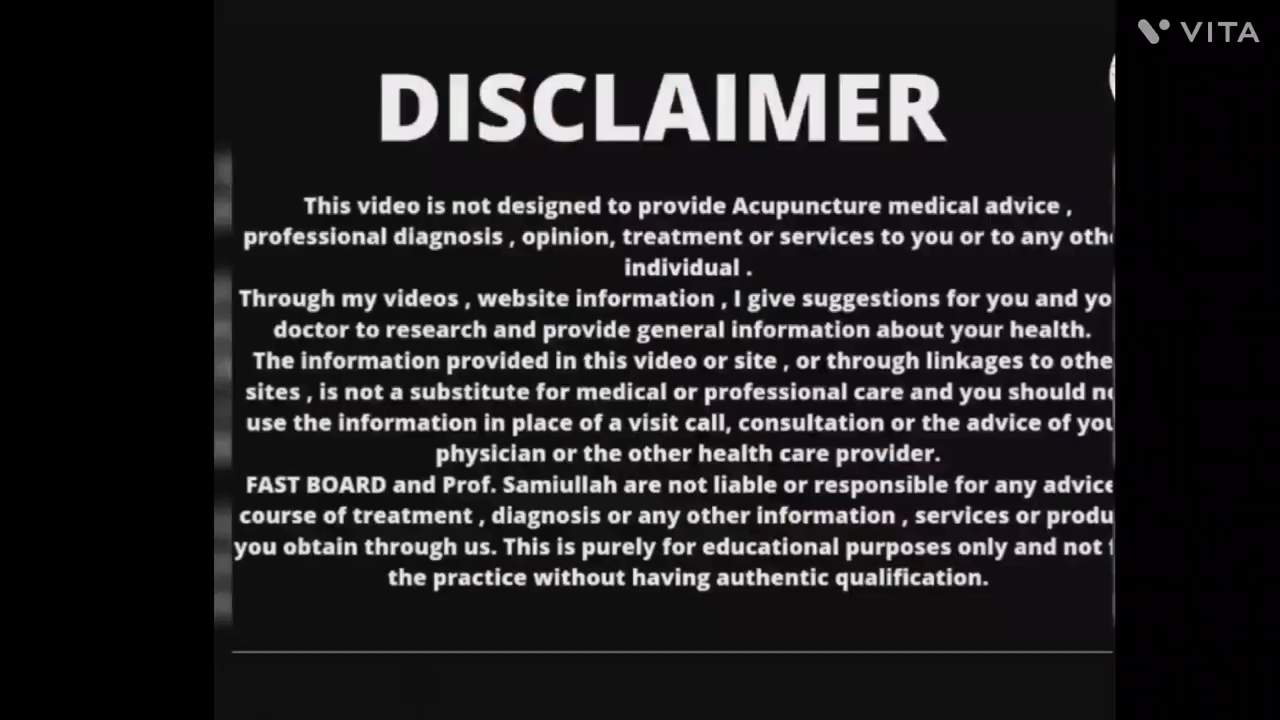 VITA
DISCLAIMER
This video is not designed to provide Acupuncture medical advice ,
professional diagnosis , opinion, treatment or services to you or to any oth
individual .
Through my videos , website information , I give suggestions for you and yo
doctor to research and provide general information about your health.
The information provided in this video or site , or through linkages to othe
sites , is not a substitute for medical or professional care and you should n
use the information in place of a visit call, consultation or the advice of you
physician or the other health care provider.
FAST BOARD and Prof. Samiullah are not liable or responsible for any advice
course of treatment , diagnosis or any other information , services or produ
you obtain through us. This is purely for educational purposes only and not
the practice without having authentic qualification.